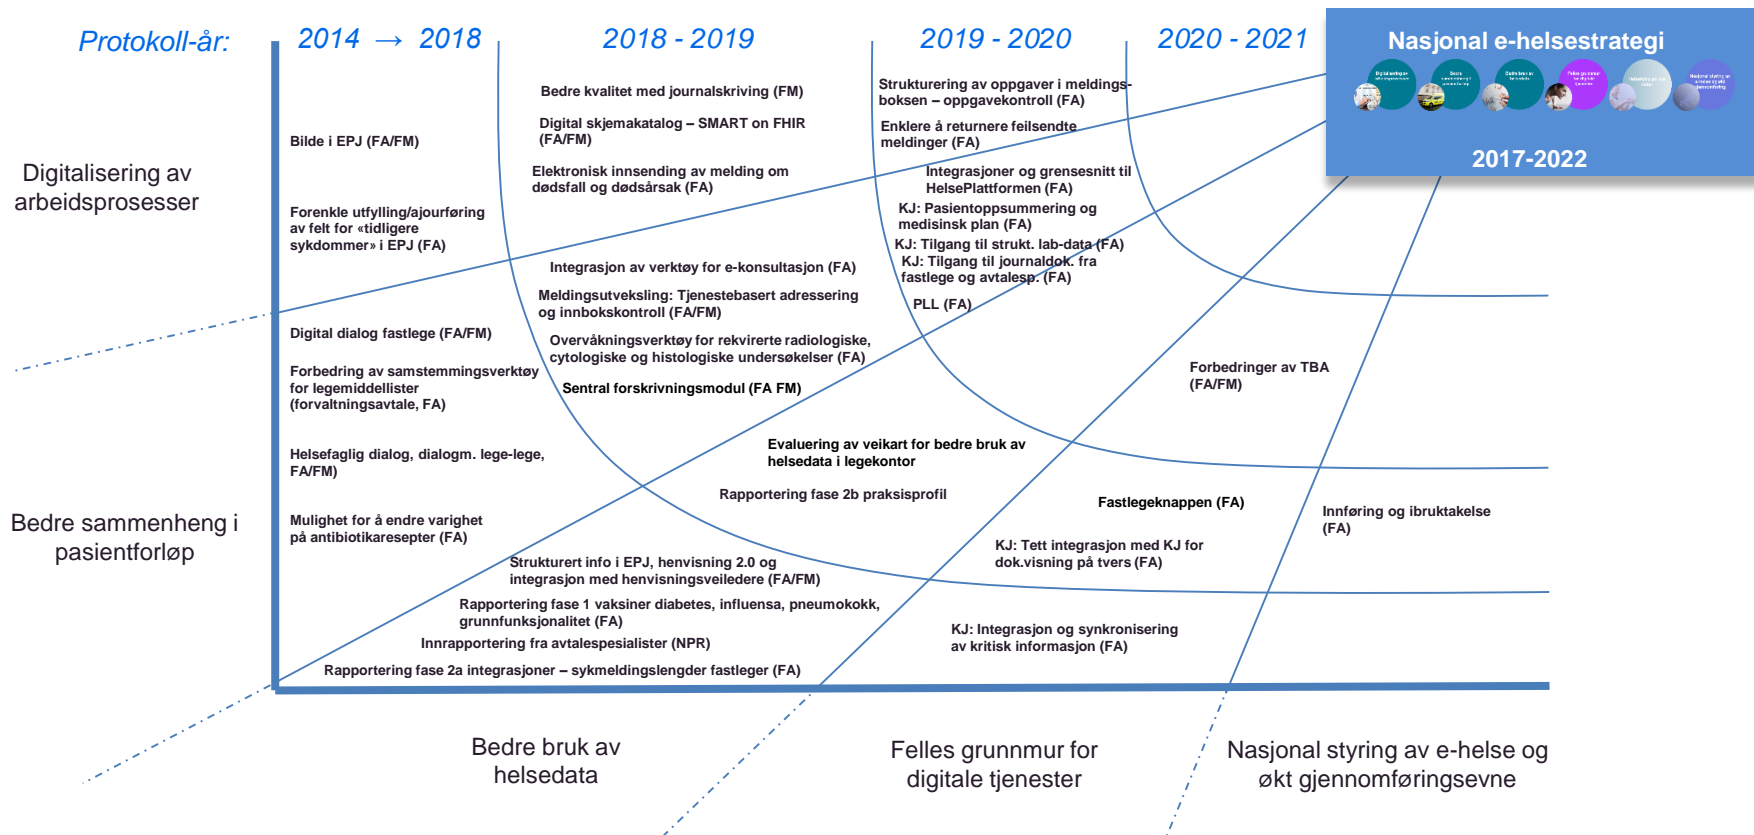 Protokoll-år:
2014 → 2018
2018 - 2019
2019 - 2020
2020 - 2021
Nasjonal e-helsestrategi
2017-2022
Digitalisering av
arbeidsprosesser
Bilde i EPJ (FA/FM)
Forenkle utfylling/ajourføring
av felt for «tidligere
sykdommer» i EPJ (FA)
Bedre kvalitet med journalskriving (FM)
Digital skjemakatalog – SMART on FHIR
(FA/FM)
Elektronisk innsending av melding om
dødsfall og dødsårsak (FA)
Strukturering av oppgaver i meldings-
boksen – oppgavekontroll (FA)
Enklere å returnere feilsendte
meldinger (FA)
Integrasjoner og grensesnitt til
HelsePlattformen (FA)
KJ: Pasientoppsummering og
medisinsk plan (FA)
KJ: Tilgang til strukt. lab-data (FA)
KJ: Tilgang til journaldok. fra
fastlege og avtalesp. (FA)
PLL (FA)
Integrasjon av verktøy for e-konsultasjon (FA)
Meldingsutveksling: Tjenestebasert adressering
og innbokskontroll (FA/FM)
Overvåkningsverktøy for rekvirerte radiologiske,
cytologiske og histologiske undersøkelser (FA)
Sentral forskrivningsmodul (FA FM)
Digital dialog fastlege (FA/FM)
Forbedring av samstemmingsverktøy
for legemiddellister
(forvaltningsavtale, FA)
Helsefaglig dialog, dialogm. lege-lege,
FA/FM)
Mulighet for å endre varighet
på antibiotikaresepter (FA)
Bedre sammenheng i
pasientforløp
Forbedringer av TBA
(FA/FM)
Evaluering av veikart for bedre bruk av
helsedata i legekontor
Rapportering fase 2b praksisprofil
Fastlegeknappen (FA)
Innføring og ibruktakelse
(FA)
KJ: Tett integrasjon med KJ for
dok.visning på tvers (FA)
Strukturert info i EPJ, henvisning 2.0 og
integrasjon med henvisningsveiledere (FA/FM)
Rapportering fase 1 vaksiner diabetes, influensa, pneumokokk,
grunnfunksjonalitet (FA)
Innrapportering fra avtalespesialister (NPR)
Rapportering fase 2a integrasjoner – sykmeldingslengder fastleger (FA)
KJ: Integrasjon og synkronisering
av kritisk informasjon (FA)
Bedre bruk av
helsedata
Felles grunnmur for
digitale tjenester
Nasjonal styring av e-helse og
økt gjennomføringsevne